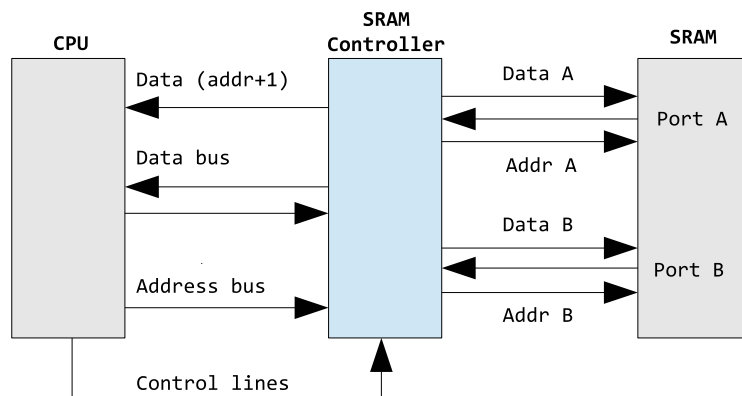 CPU
SRAM
Controller
SRAM
Data (addr+1)
Data bus
Address bus
Control lines
Data A
Port A
Addr A
Data B
Port B
Addr B